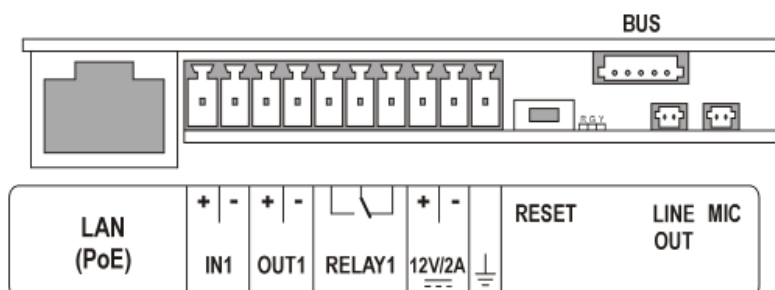 BUS
R G Y
+ - + - + -
LAN
(PoE)
IN1 OUT1 RELAY1 12V/2A
RESET
LINE
OUT
MIC